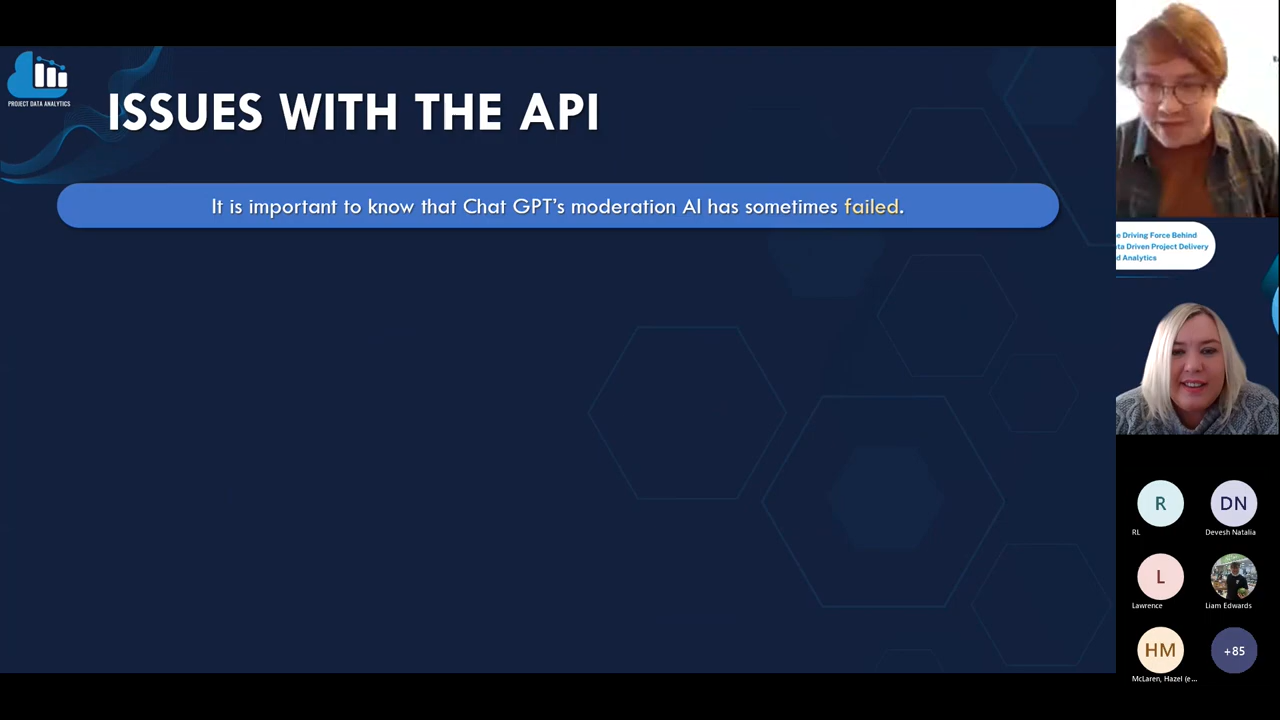 PROJECT DATA ANALYTICS
ISSUES WITH THE API
It is important to know that Chat GPT's moderation AI has sometimes failed.
e Driving Force Behind
ata Driven Project Delivery
d Analytics
R
RL
DN
Devesh Natalia
L
Lawrence
Liam Edwards
HM
McLaren, Hazel (e...
+85